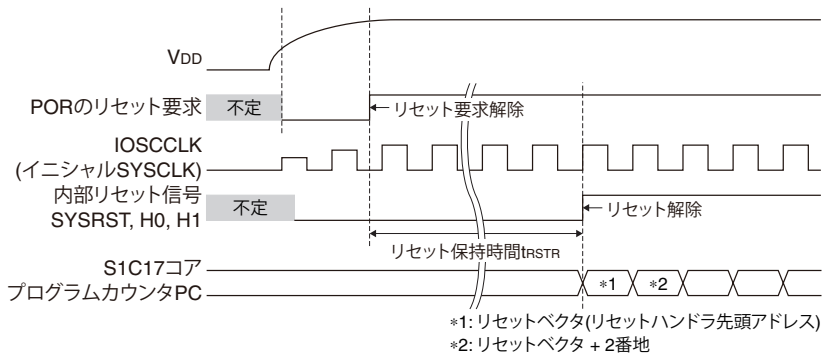 VDD
PORのリセット要求
不定
リセット要求解除
IOSCCLK
(イニシャルSYSCLK)
内部リセット信号
SYSRST, H0, H1
不定
リセット解除
リセット保持時間tRSTR
S1C17コア
プログラムカウンタPC
*1
*2
*1: リセットベクタ(リセットハンドラ先頭アドレス)
*2: リセットベクタ + 2番地